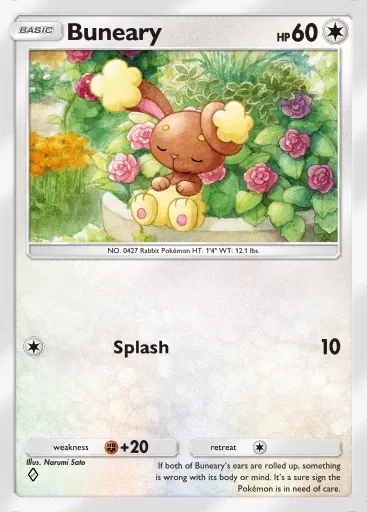 BASIC Buneary HP 60
NO. 0427 Rabbit Pokémon HT: 1'4" WT: 12.1 lbs.
Splash 10
weakness +20 retreat
Illus. Narumi Sato
If both of Buneary's ears are rolled up, something
is wrong with its body or mind. It's a sure sign the
Pokémon is in need of care.